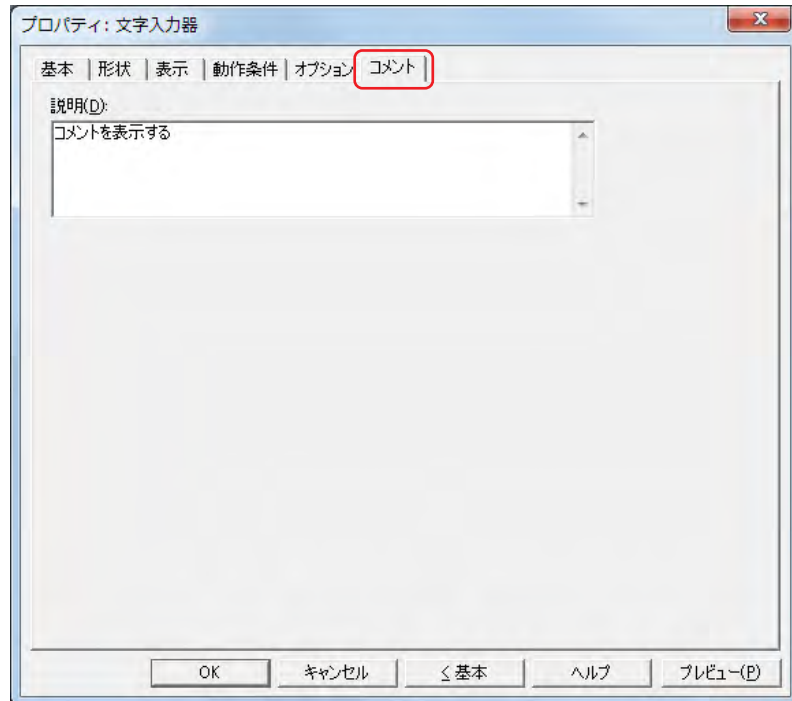 プロパティ：文字入力器
基本 形状 表示 動作条件 オプション コメント
説明(D):
コメントを表示する
OK キャンセル ≤基本 ヘルプ プレビュー(P)